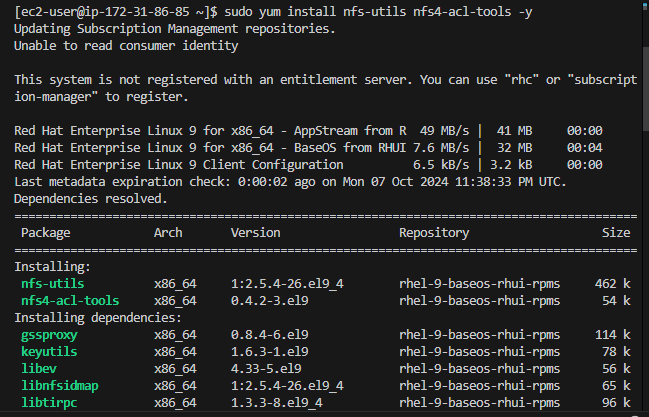 [ec2-user@ip-172-31-86-85 ~]$ sudo yum install nfs-utils nfs4-acl-tools -y
Updating Subscription Management repositories.
Unable to read consumer identity
This system is not registered with an entitlement server. You can use "rhc" or "subscript
ion-manager" to register.
Red Hat Enterprise Linux 9 for x86_64 - AppStream from R  49 MB/s |  41 MB     00:00
Red Hat Enterprise Linux 9 for x86_64 - BaseOS from RHUI 7.6 MB/s |  32 MB     00:04
Red Hat Enterprise Linux 9 Client Configuration          6.5 kB/s | 3.2 kB     00:00
Last metadata expiration check: 0:00:02 ago on Mon 07 Oct 2024 11:38:33 PM UTC.
Dependencies resolved.
=========================================================================================
 Package          Arch       Version                Repository                 Size
=========================================================================================
Installing:
 nfs-utils        x86_64     1:2.5.4-26.el9_4       rhel-9-baseos-rhui-rpms   462 k
 nfs4-acl-tools   x86_64     0.4.2-3.el9            rhel-9-baseos-rhui-rpms    54 k
Installing dependencies:
 gssproxy         x86_64     0.8.4-6.el9            rhel-9-baseos-rhui-rpms   114 k
 keyutils         x86_64     1.6.3-1.el9            rhel-9-baseos-rhui-rpms    78 k
 libev            x86_64     4.33-5.el9             rhel-9-baseos-rhui-rpms    56 k
 libnfsidmap      x86_64     1:2.5.4-26.el9_4       rhel-9-baseos-rhui-rpms    65 k
 libtirpc         x86_64     1.3.3-8.el9_4          rhel-9-baseos-rhui-rpms    96 k